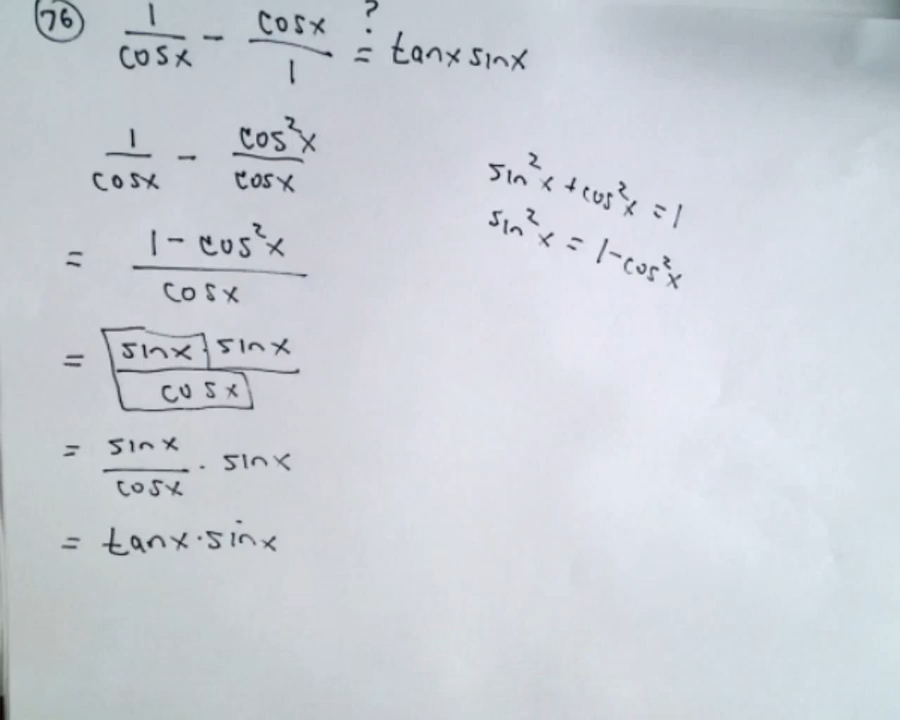 76 1/cosx - cosx/1 ?= tanx sinx
1/cosx - cos²x/cosx
sin²x + cos²x = 1
sin²x = 1-cos²x
= 1 - cos²x/cosx
= sinx · sinx/cosx
= sinx/cosx · sinx
= tanx · sinx